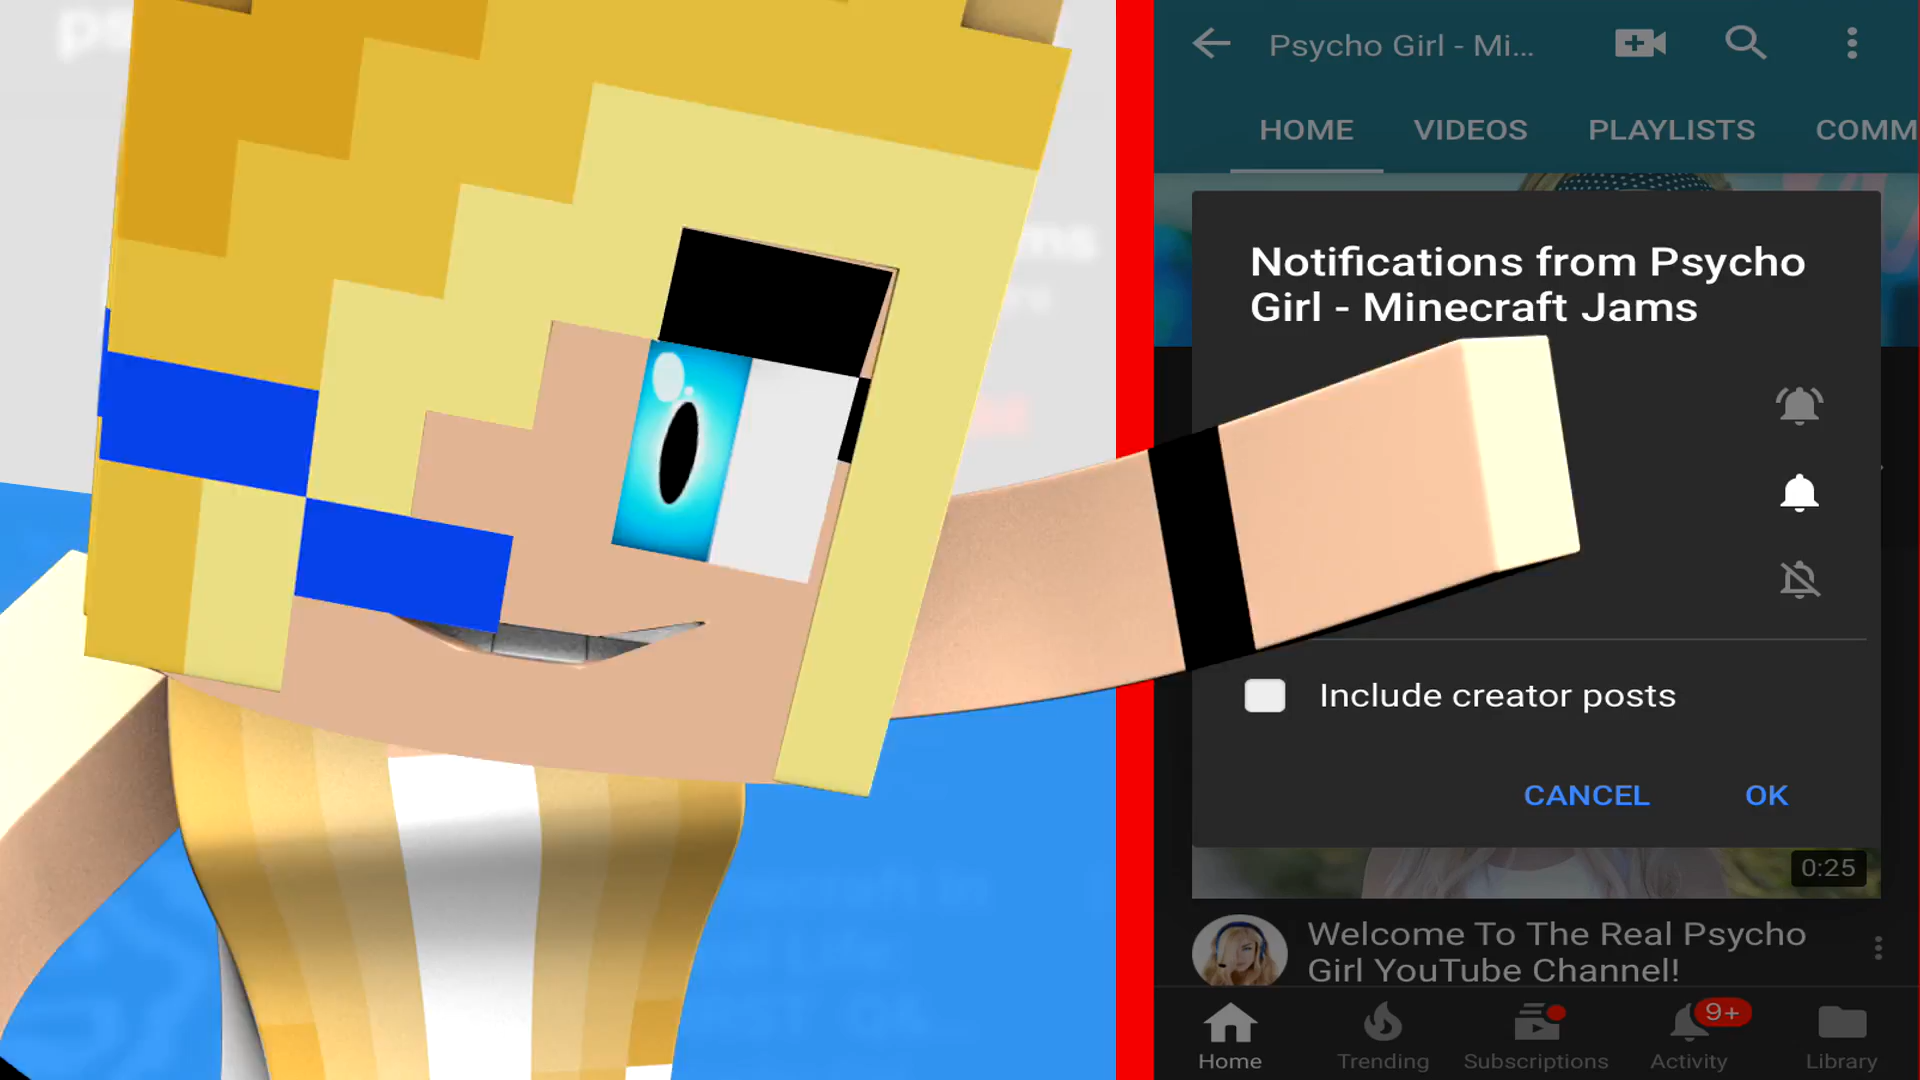 Psycho Girl - Mi...
HOME VIDEOS PLAYLISTS COMM
Notifications from Psycho
Girl - Minecraft Jams
Include creator posts
CANCEL OK
0:25
Welcome To The Real Psycho
Girl YouTube Channel!
9+
Home Trending Subscriptions Activity Library